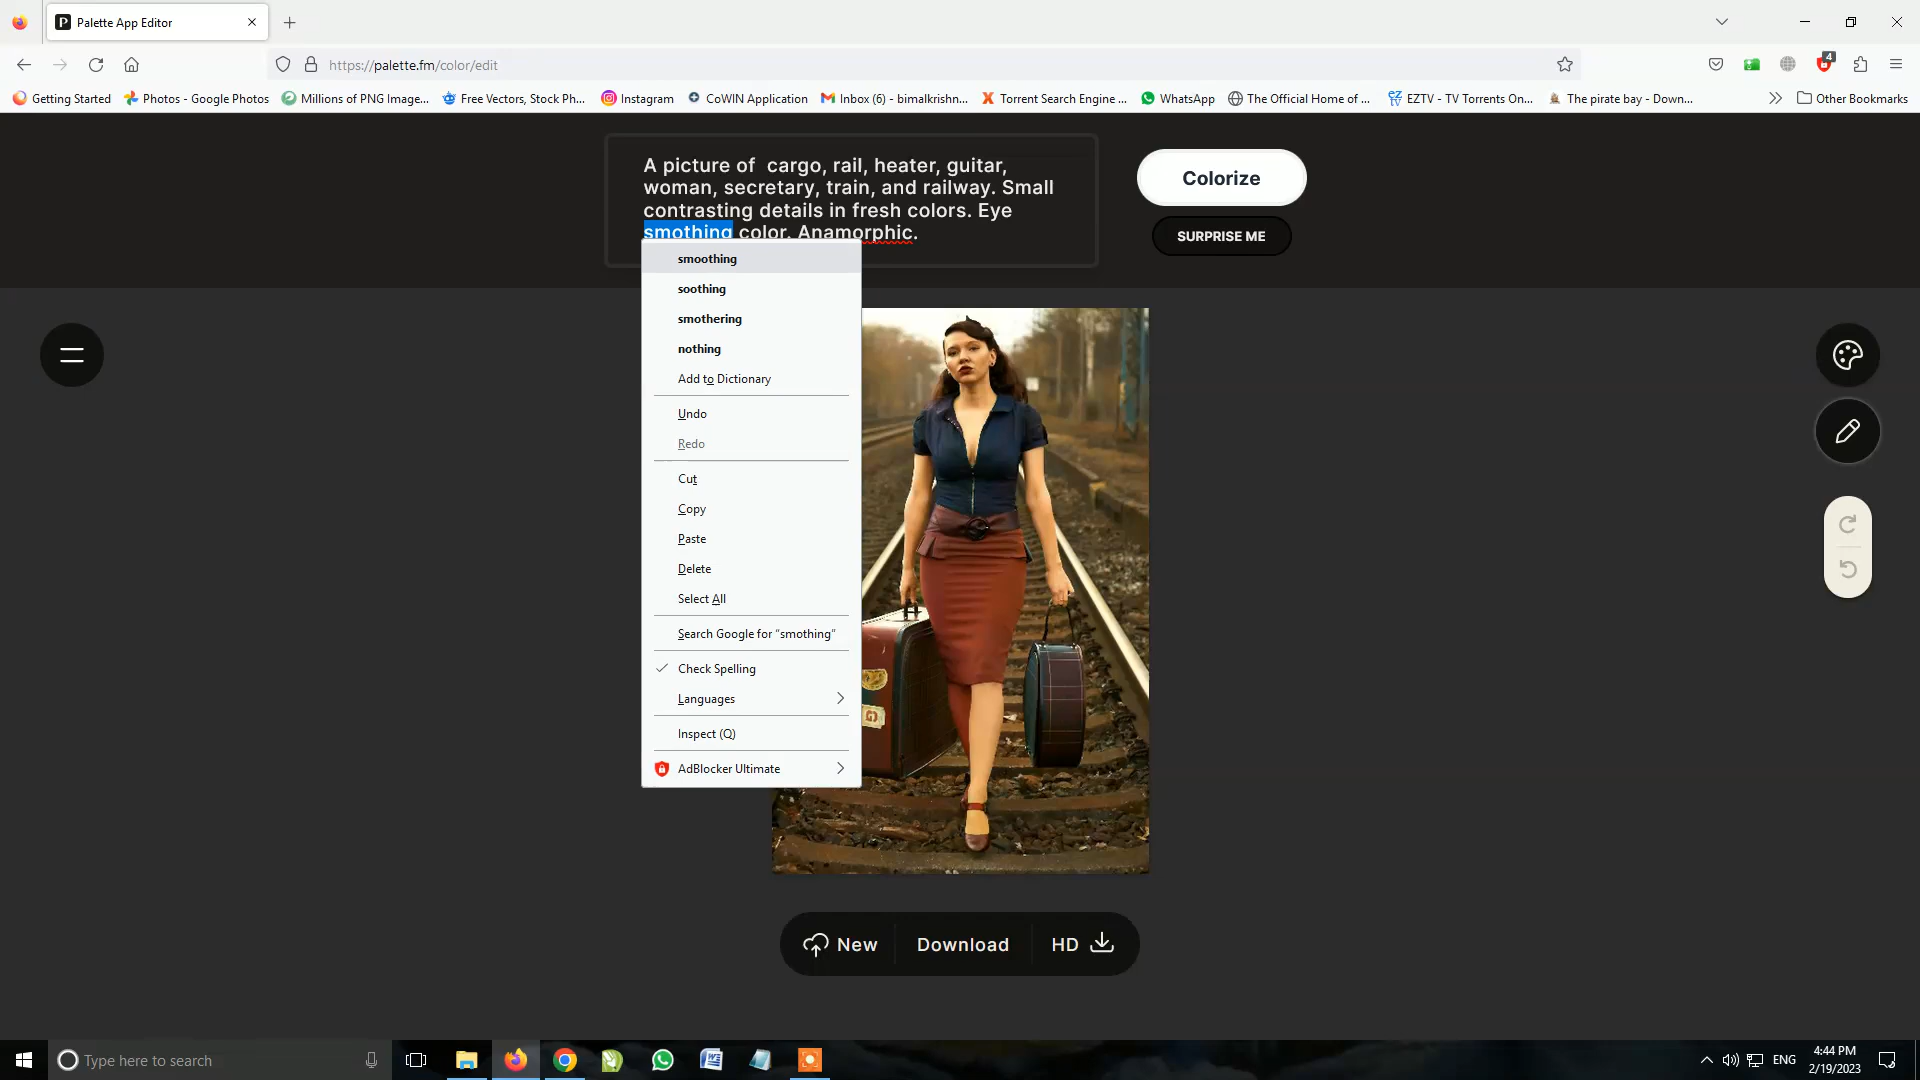 Palette App Editor
https://palette.fm/color/edit
4
Getting Started
Photos - Google Photos
Millions of PNG Image...
Free Vectors, Stock Ph...
Instagram
CoWIN Application
Inbox (6) - bimalkrishn...
Torrent Search Engine ...
WhatsApp
The Official Home of ...
EZTV - TV Torrents On...
The pirate bay - Down...
Other Bookmarks
A picture of  cargo, rail, heater, guitar,
woman, secretary, train, and railway. Small
contrasting details in fresh colors. Eye
smothing color. Anamorphic.
Colorize
SURPRISE ME
smoothing
soothing
smothering
nothing
Add to Dictionary
Undo
Redo
Cut
Copy
Paste
Delete
Select All
Search Google for “smothing”
Check Spelling
Languages
Inspect (Q)
AdBlocker Ultimate
New
Download
HD
Type here to search
ENG
4:44 PM
2/19/2023